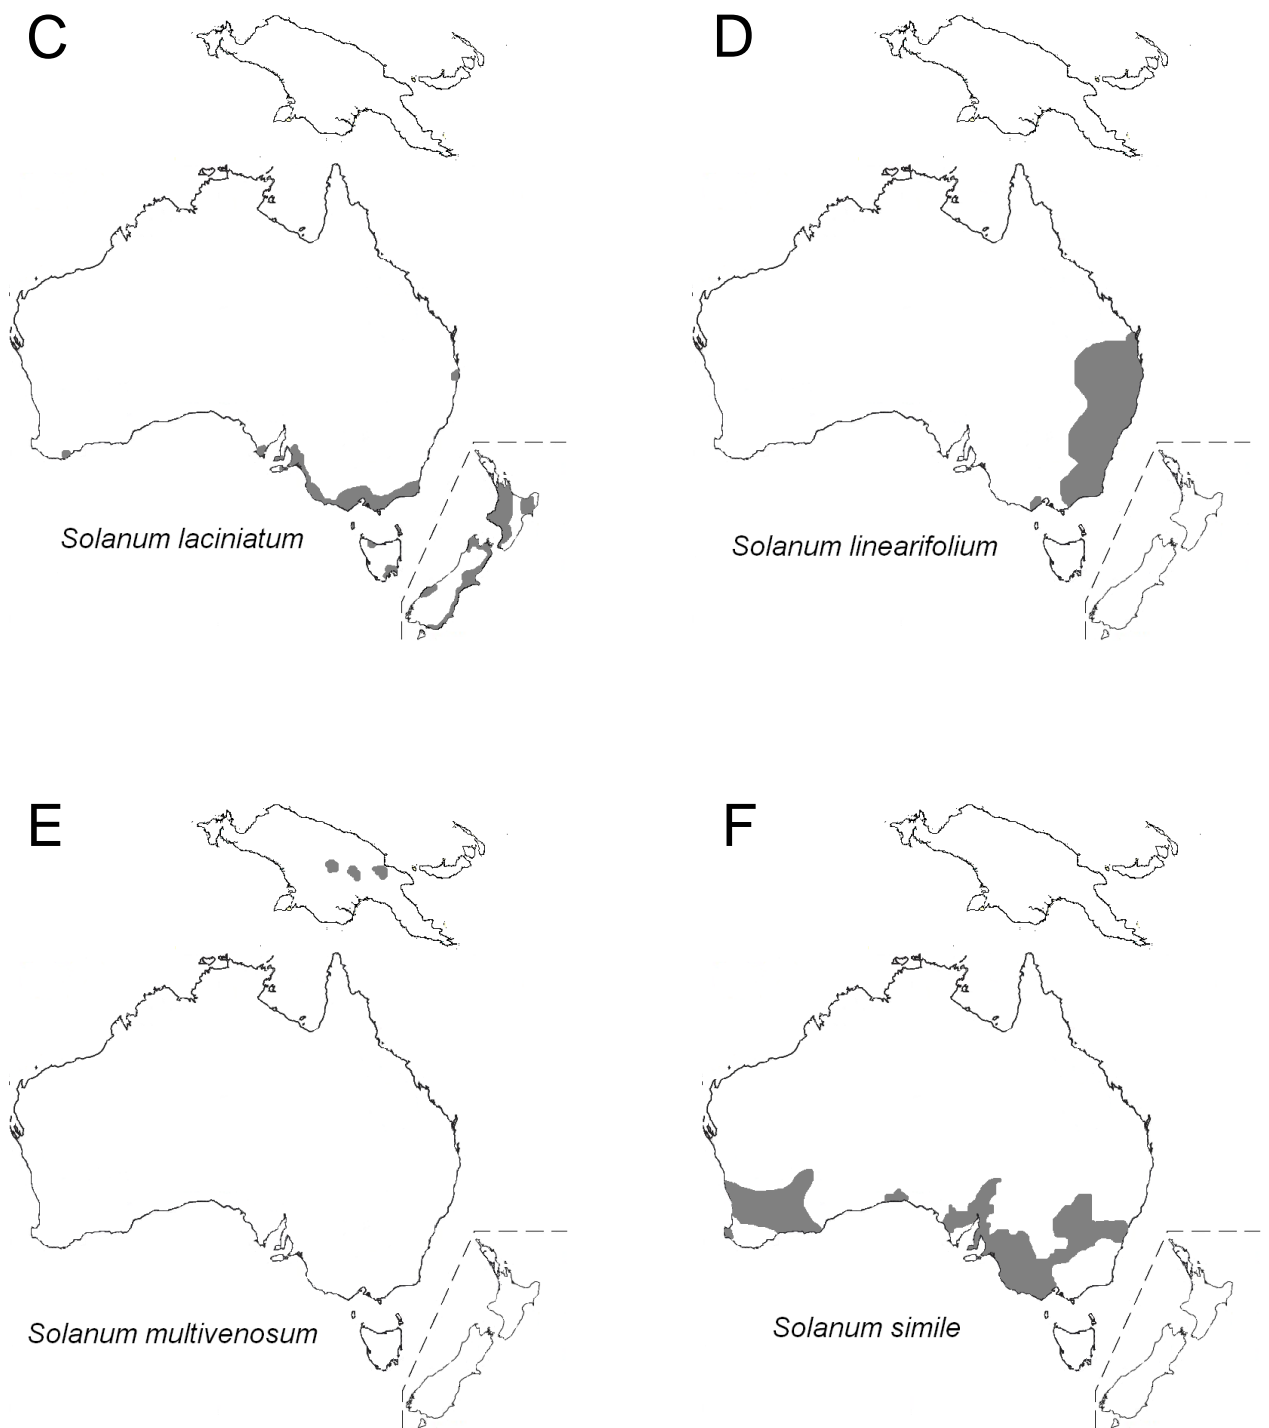 C
D
Solanum laciniatum
Solanum linearifolium
E
F
Solanum multivenosum
Solanum simile